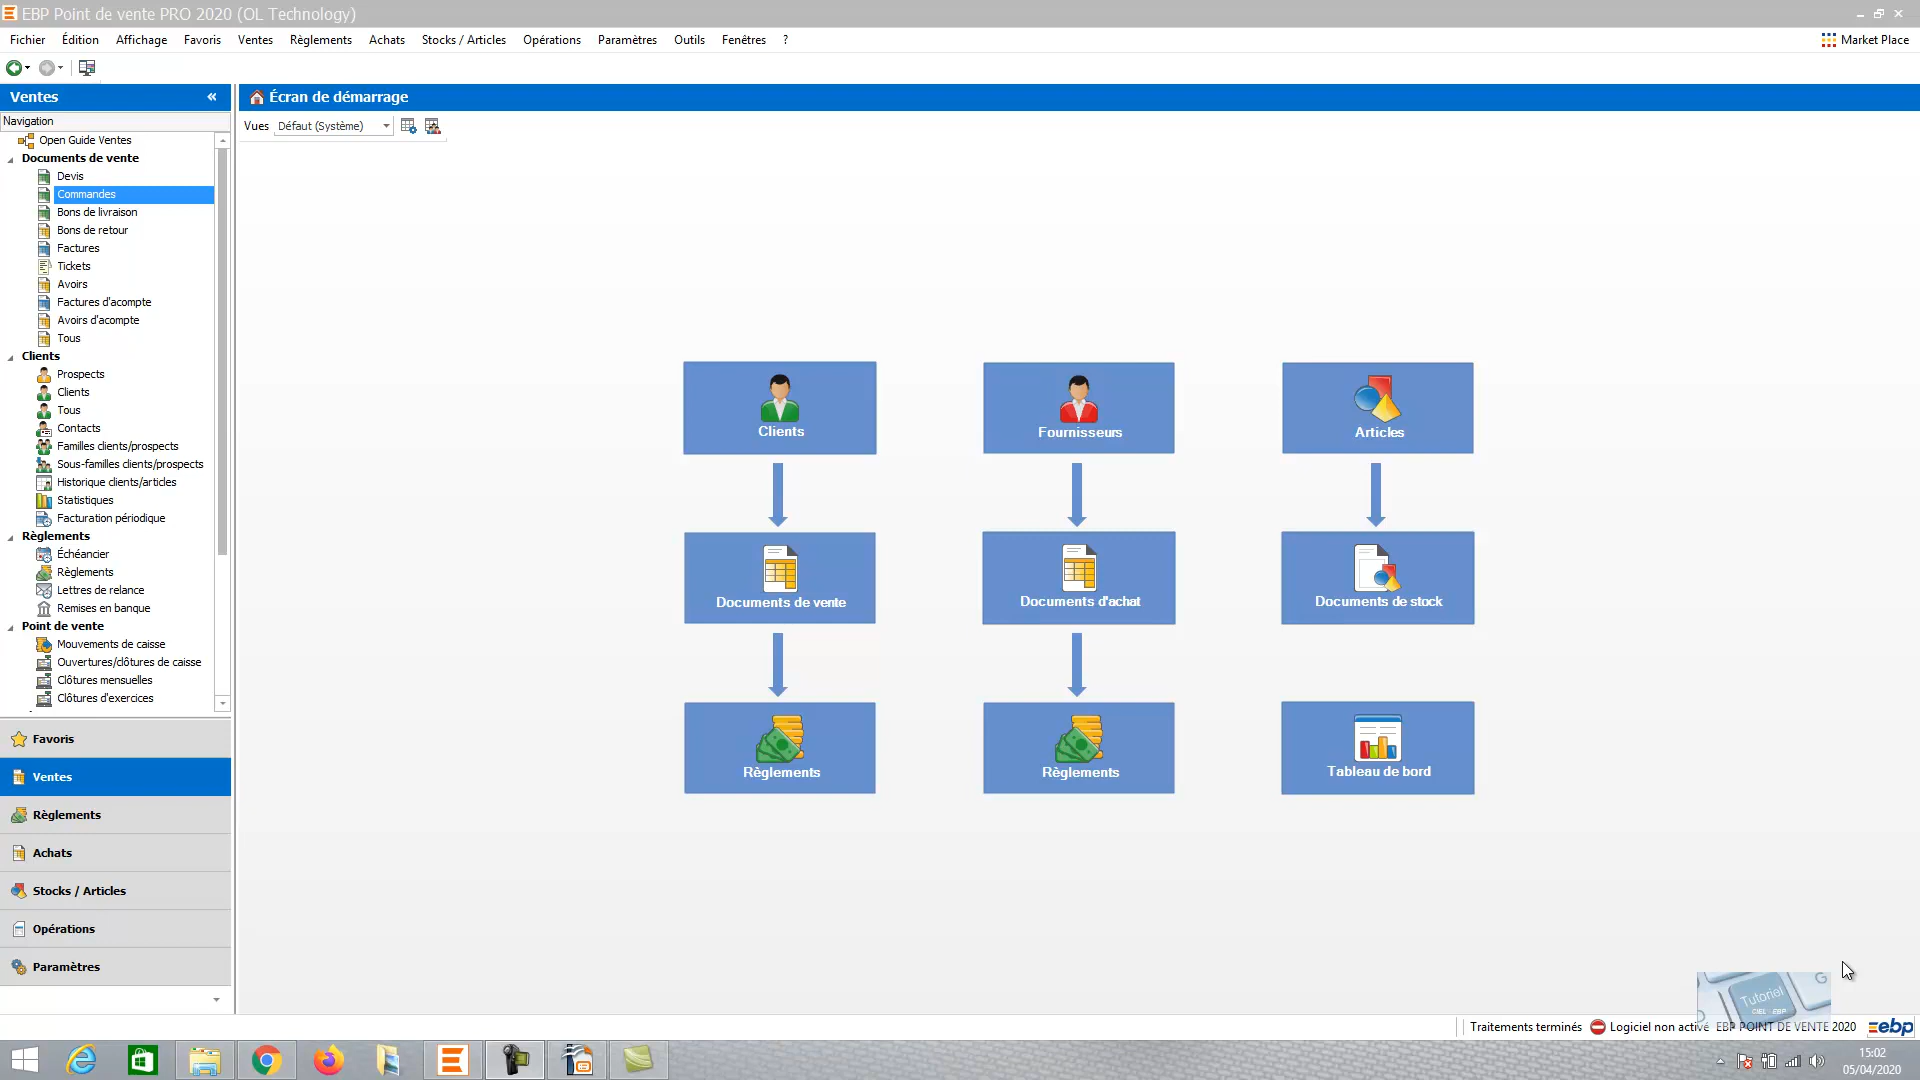 EBP Point de vente PRO 2020 (OL Technology)
Fichier Édition Affichage Favoris Ventes Règlements Achats Stocks / Articles Opérations Paramètres Outils Fenêtres ? Market Place
Ventes «
Écran de démarrage
Navigation
Vues Défaut (Système)
Open Guide Ventes
Documents de vente
Devis
Commandes
Bons de livraison
Bons de retour
Factures
Tickets
Avoirs
Factures d'acompte
Avoirs d'acompte
Tous
Clients
Prospects
Clients
Tous
Contacts
Familles clients/prospects
Sous-familles clients/prospects
Historique clients/articles
Statistiques
Facturation périodique
Règlements
Échéancier
Règlements
Lettres de relance
Remises en banque
Point de vente
Mouvements de caisse
Ouvertures/clôtures de caisse
Clôtures mensuelles
Clôtures d'exercices
Favoris
Ventes
Règlements
Achats
Stocks / Articles
Opérations
Paramètres
Clients
Fournisseurs
Articles
Documents de vente
Documents d'achat
Documents de stock
Règlements
Règlements
Tableau de bord
Tutoriel
CIEL - EBP
Traitements terminés Logiciel non activé EBP POINT DE VENTE 2020 ebp
15:02
05/04/2020